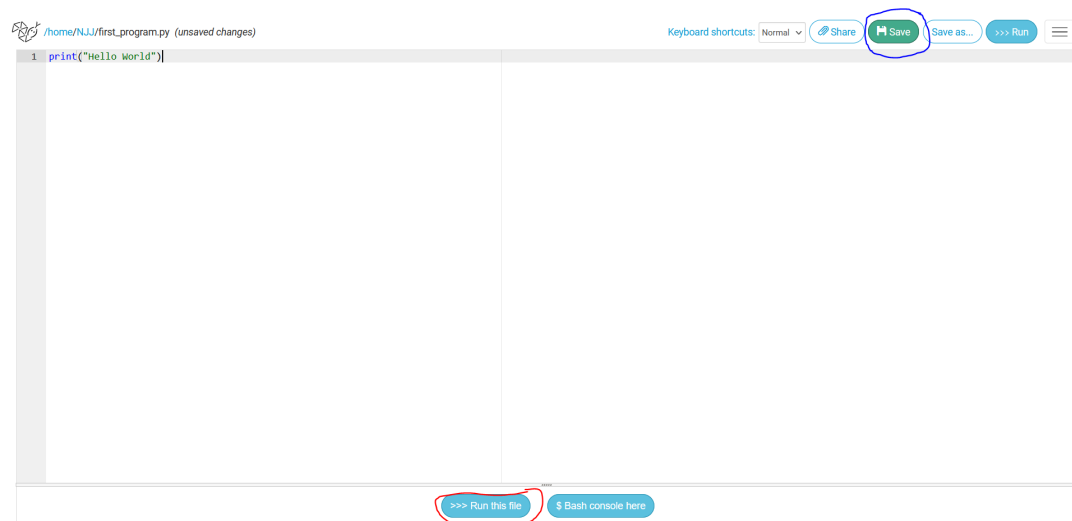 /home/NJJ/first_program.py (unsaved changes) Keyboard shortcuts: Normal Share Save Save as... >>> Run
1 print("Hello World")
>>> Run this file $ Bash console here